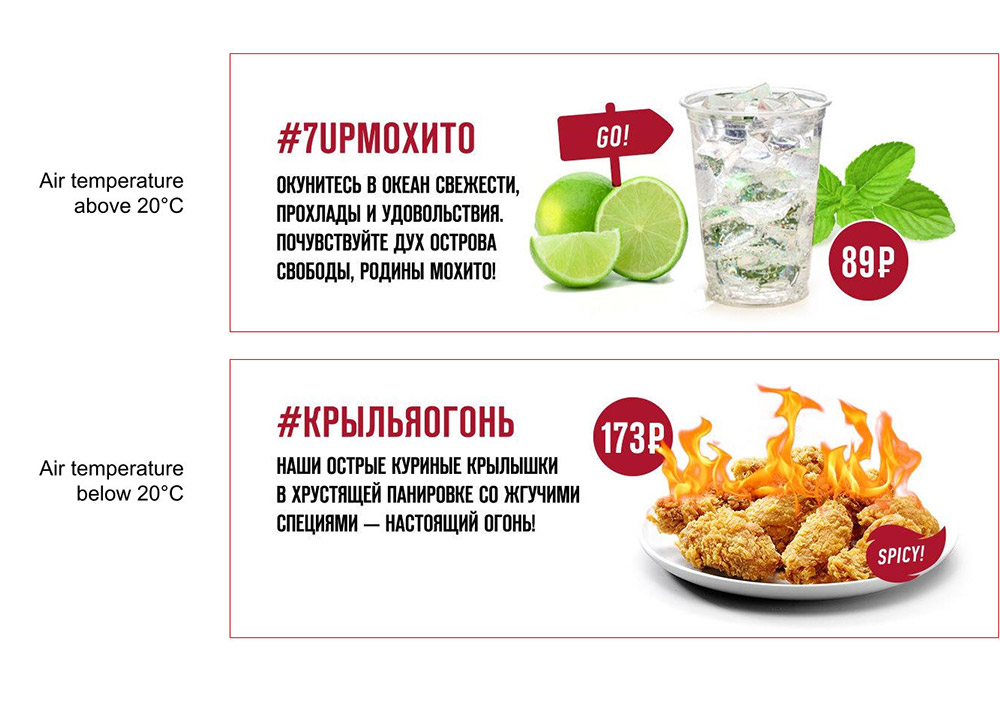 Air temperature
above 20°C
#7UPМОХИТО
ОКУНИТЕСЬ В ОКЕАН СВЕЖЕСТИ,
ПРОХЛАДЫ И УДОВОЛЬСТВИЯ.
ПОЧУВСТВУЙТЕ ДУХ ОСТРОВА
СВОБОДЫ, РОДИНЫ МОХИТО!
GO!
89₽
Air temperature
below 20°C
#КРЫЛЬЯОГОНЬ
НАШИ ОСТРЫЕ КУРИНЫЕ КРЫЛЫШКИ
В ХРУСТЯЩЕЙ ПАНИРОВКЕ СО ЖГУЧИМИ
СПЕЦИЯМИ — НАСТОЯЩИЙ ОГОНЬ!
173₽
SPICY!